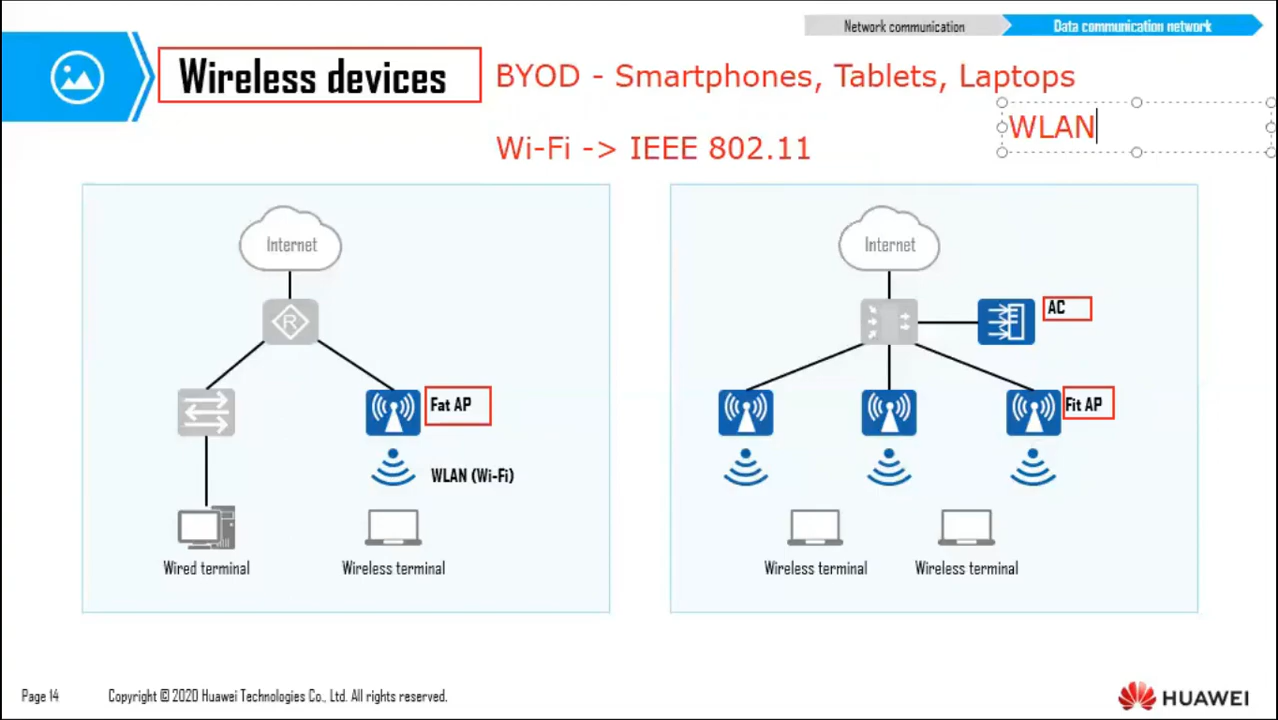 Network communication
Data communication network
Wireless devices
BYOD - Smartphones, Tablets, Laptops
WLAN
Wi-Fi -> IEEE 802.11
Internet
R
Fat AP
WLAN (Wi-Fi)
Wired terminal
Wireless terminal
Internet
AC
Fit AP
Wireless terminal
Wireless terminal
Page 14
Copyright © 2020 Huawei Technologies Co., Ltd. All rights reserved.
HUAWEI